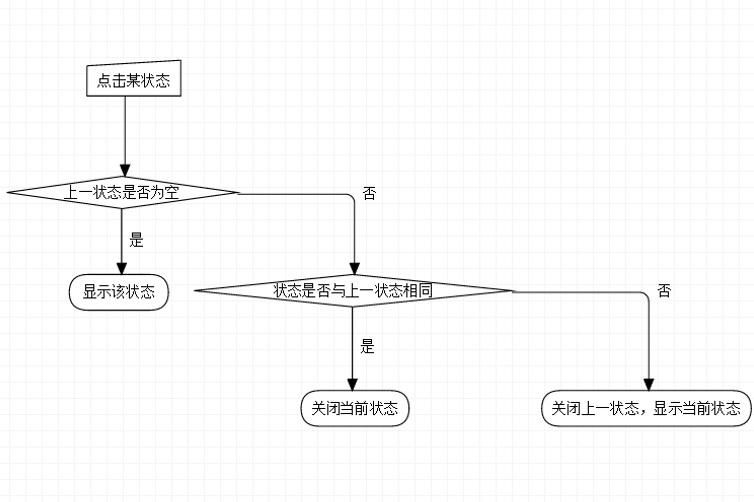 点击某状态
上一状态是否为空
否
是
显示该状态
状态是否与上一状态相同
否
是
关闭当前状态
关闭上一状态，显示当前状态